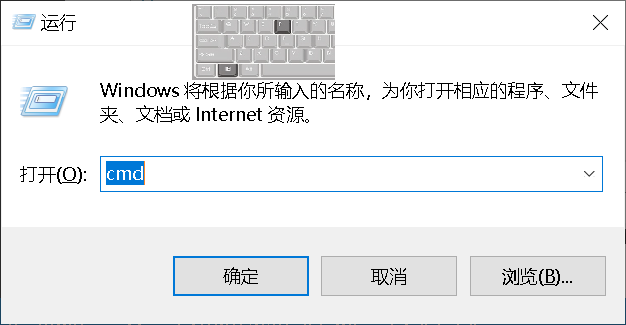 运行
Windows 将根据你所输入的名称，为你打开相应的程序、文件
夹、文档或 Internet 资源。
打开(O):
cmd
确定
取消
浏览(B)...